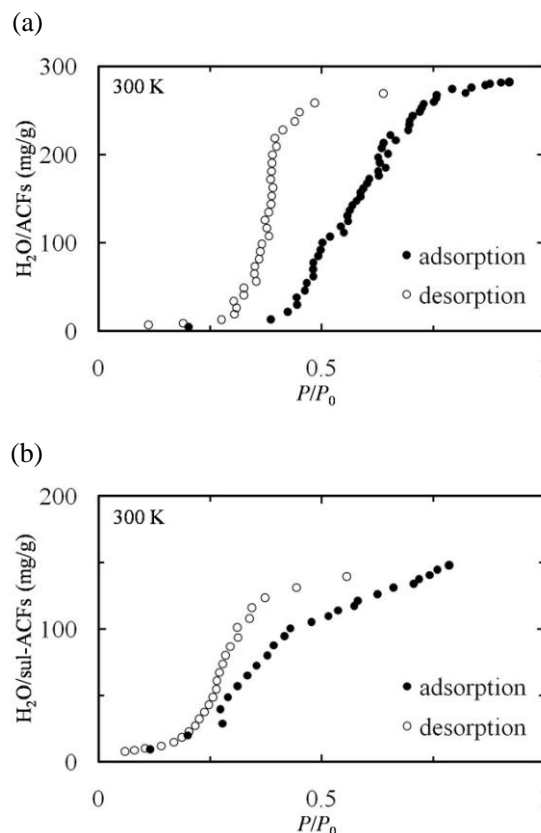 (a)
300
300 K
200
100
0
H₂O/ACFs (mg/g)
adsorption
desorption
0
0.5
1
P/P₀
(b)
200
300 K
100
0
H₂O/sul-ACFs (mg/g)
adsorption
desorption
0
0.5
P/P₀